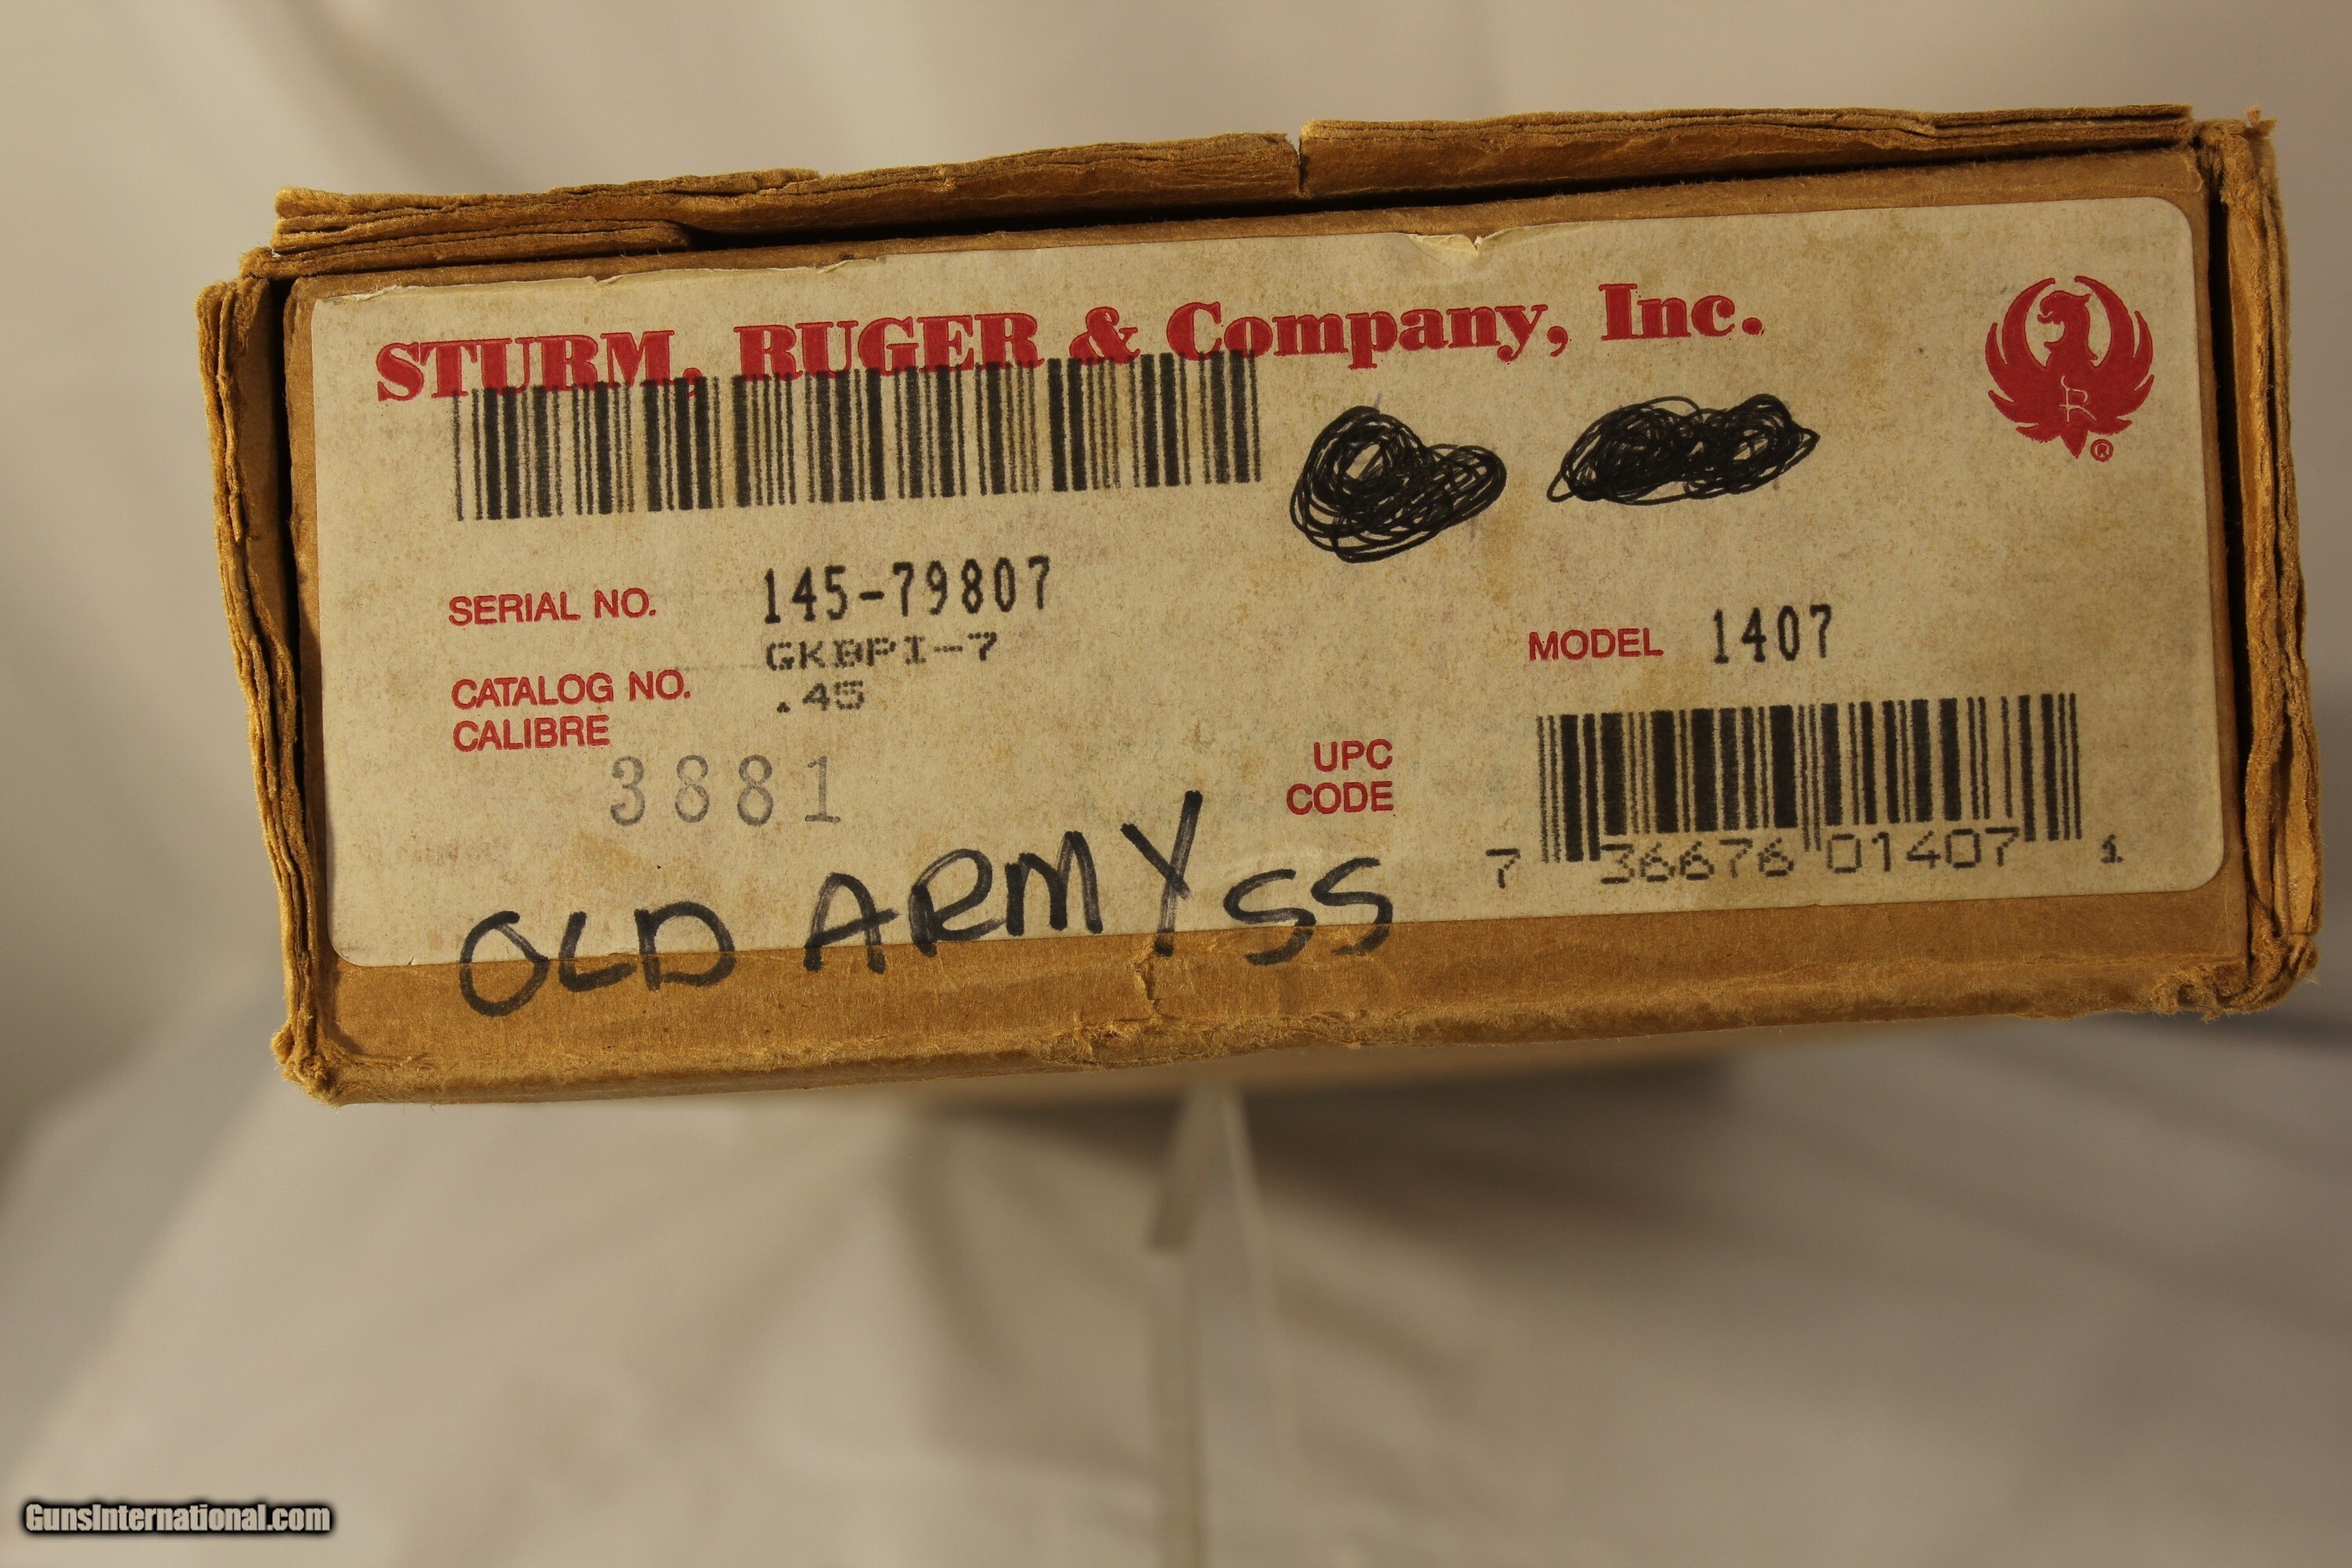 STURM, RUGER & Company, Inc.
R
®
SERIAL NO. 145-79807
CATALOG NO. GKBPI-7
CALIBRE .45
MODEL 1407
3881
UPC
CODE
7 36676 01407 1
OLD ARMY SS
GunsInternational.com